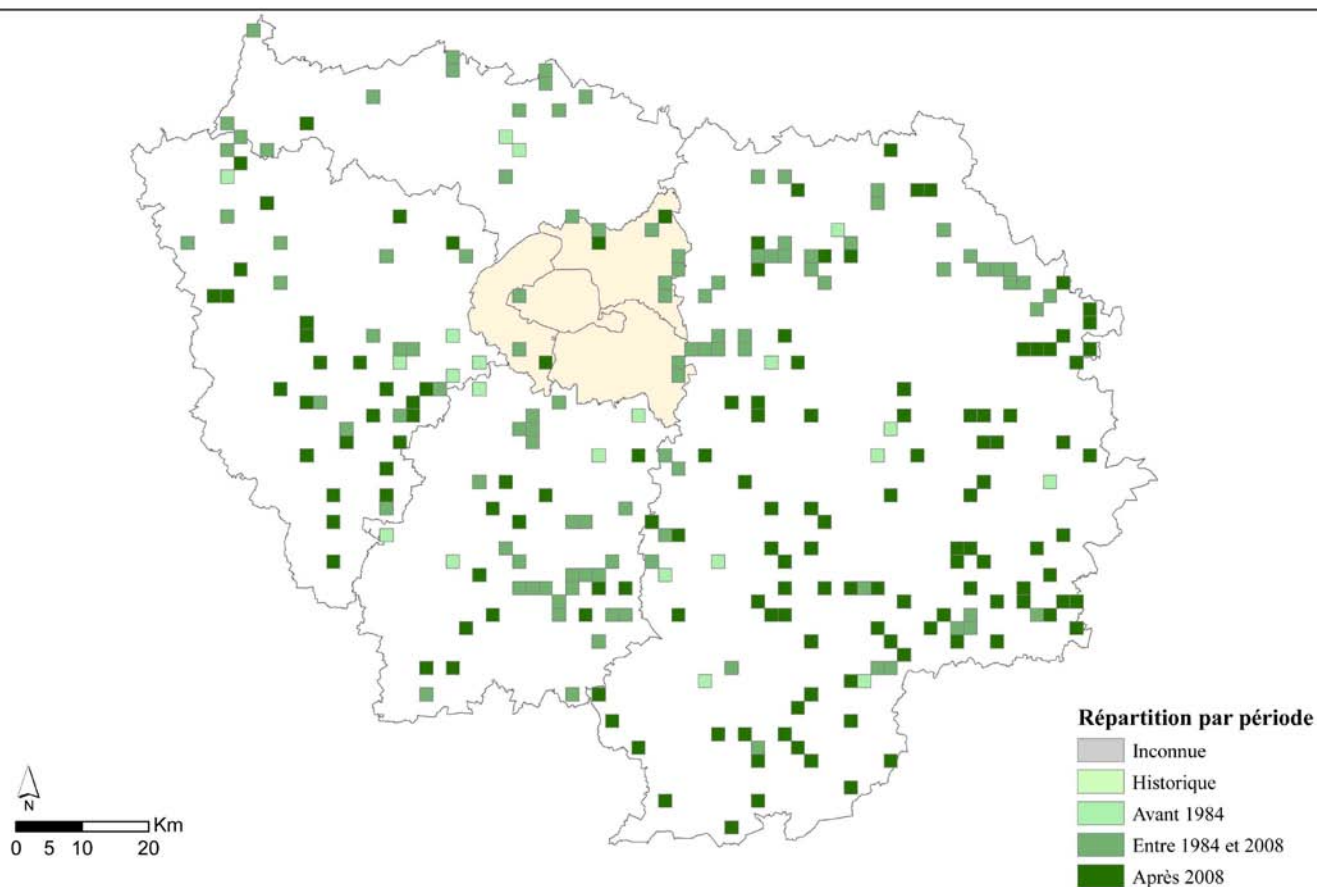 Répartition par période
Inconnue
Historique
Avant 1984
Entre 1984 et 2008
Après 2008
N
Km
0 5 10 20